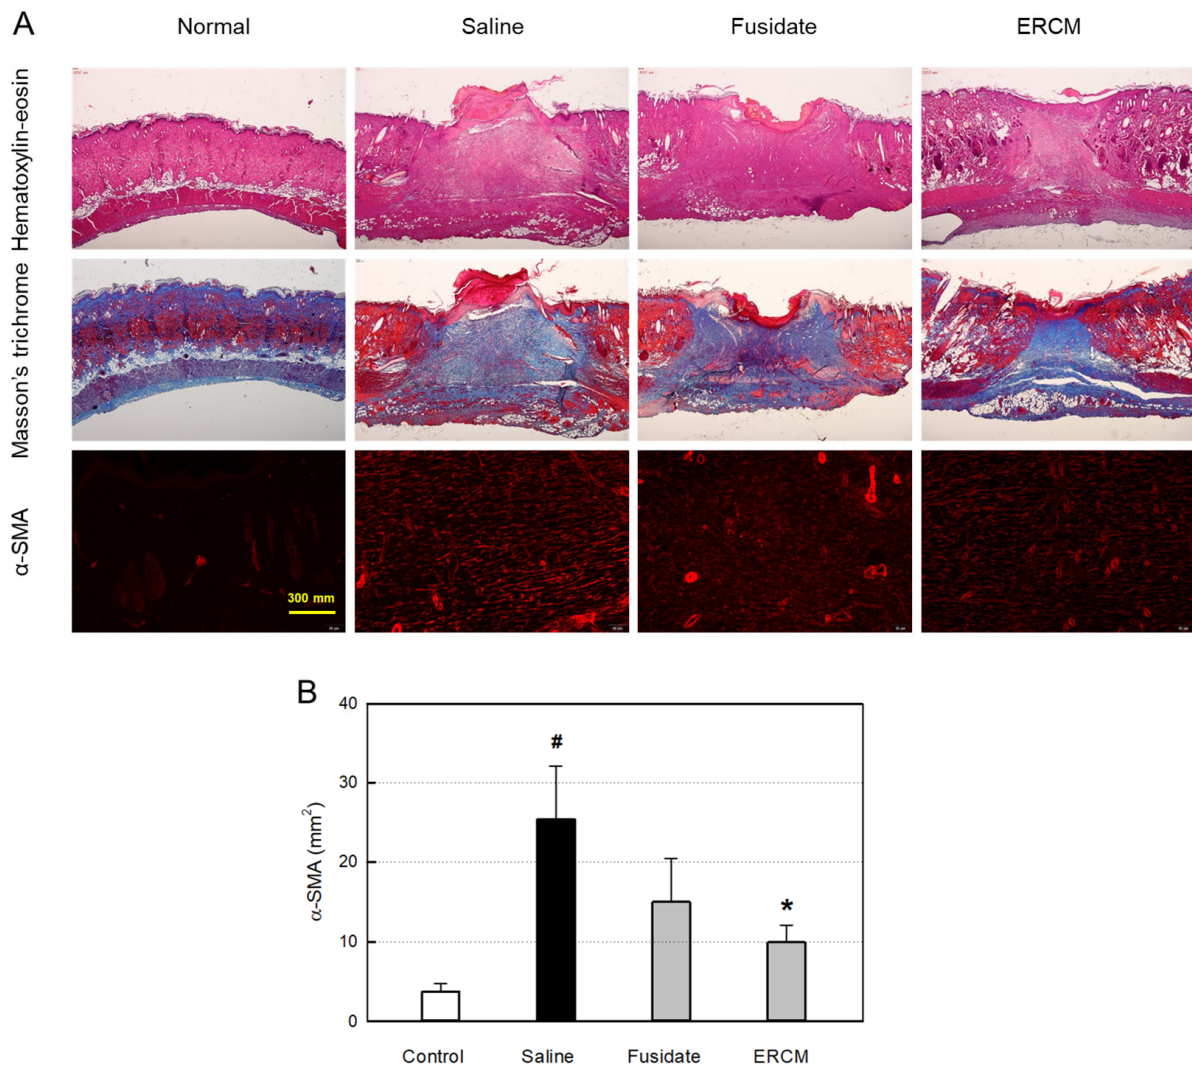 A
Normal
Saline
Fusidate
ERCM
Hematoxylin-eosin
Masson's trichrome
α-SMA
300 mm
B
α-SMA (mm²)
40
30
20
10
0
#
*
Control
Saline
Fusidate
ERCM